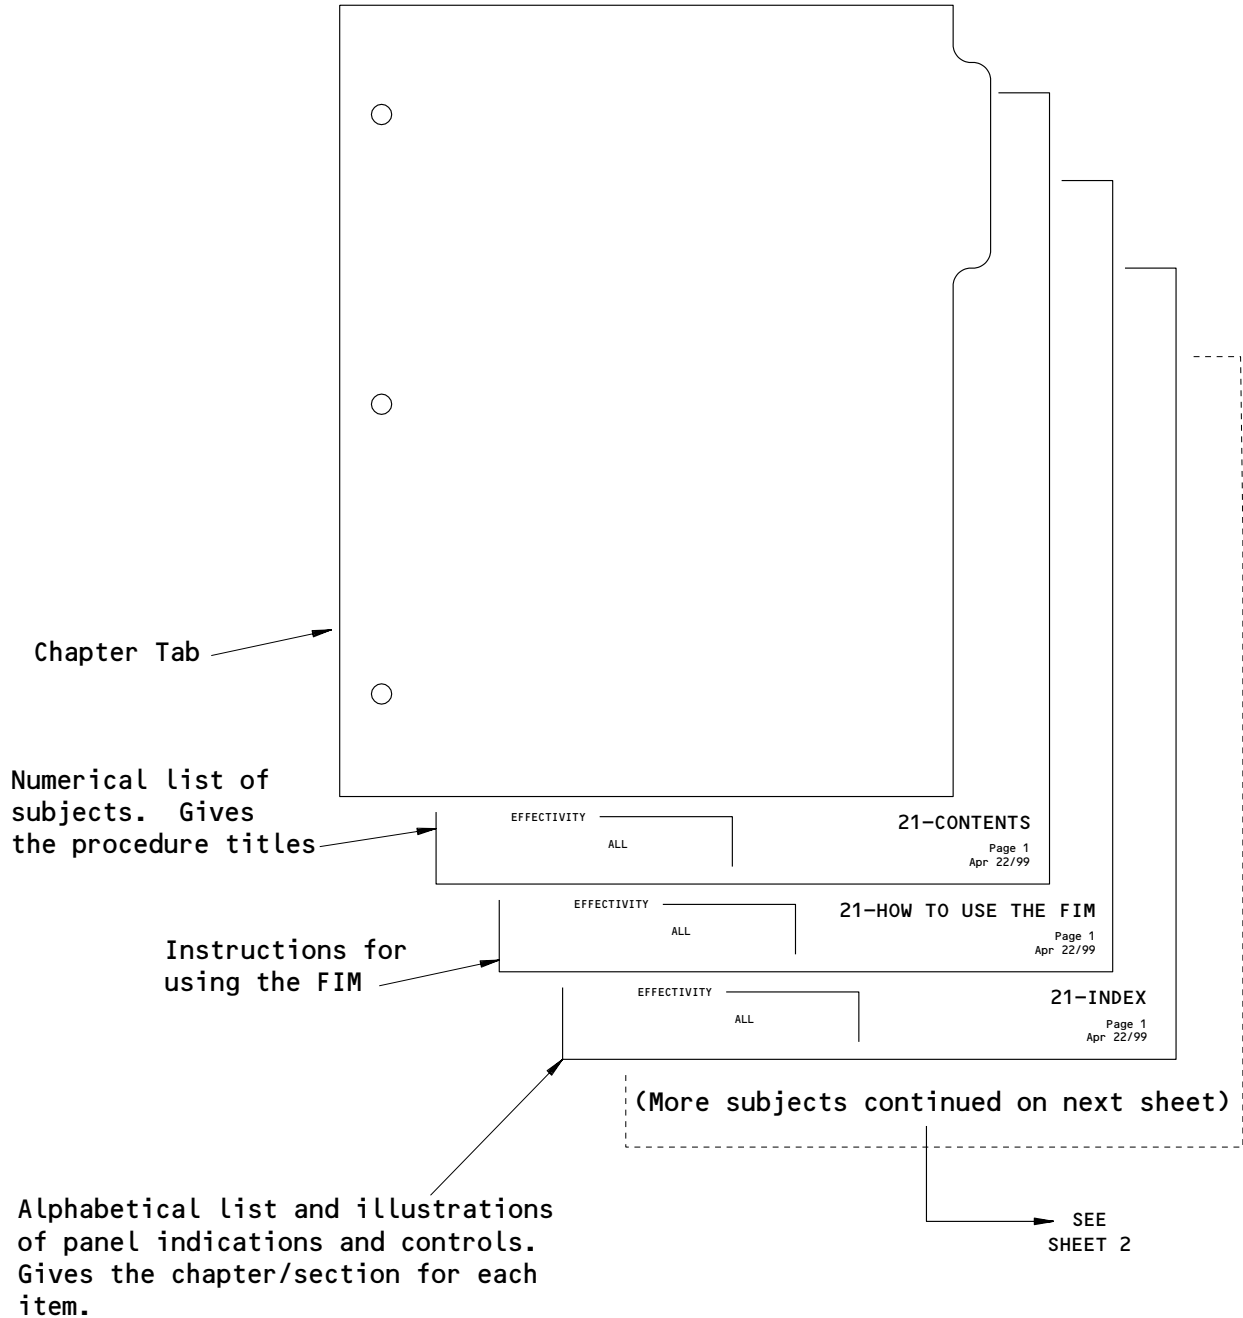 Chapter Tab
Numerical list of
subjects.  Gives
the procedure titles
EFFECTIVITY
ALL
21-CONTENTS
Page 1
Apr 22/99
Instructions for
using the FIM
EFFECTIVITY
ALL
21-HOW TO USE THE FIM
Page 1
Apr 22/99
EFFECTIVITY
ALL
21-INDEX
Page 1
Apr 22/99
(More subjects continued on next sheet)
Alphabetical list and illustrations
of panel indications and controls.
Gives the chapter/section for each
item.
SEE
SHEET 2